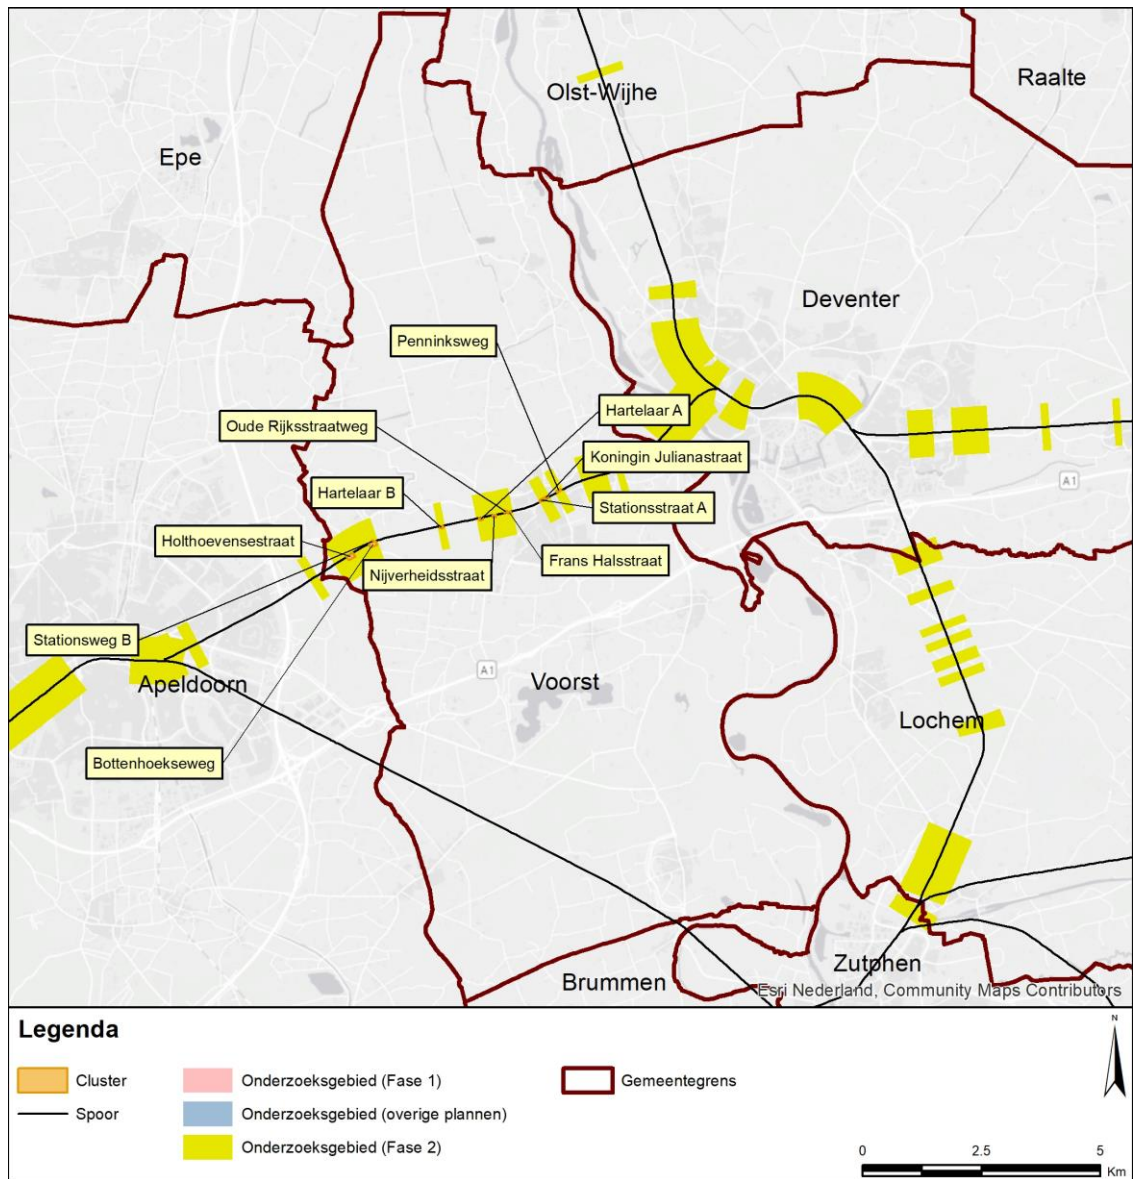 Raalte
Olst-Wijhe
Epe
Deventer
Penninksweg
Hartelaar A
Oude Rijksstraatweg
Koningin Julianastraat
Hartelaar B
Stationsstraat A
A1
Holthoevensestraat
Frans Halsstraat
Nijverheidsstraat
Stationsweg B
A1
Apeldoorn
Voorst
Lochem
Bottenhoekseweg
Zutphen
Brummen
Esri Nederland, Community Maps Contributors
Legenda
N
Cluster
Onderzoeksgebied (Fase 1)
Gemeentegrens
Spoor
Onderzoeksgebied (overige plannen)
Onderzoeksgebied (Fase 2)
0 2.5 5
Km